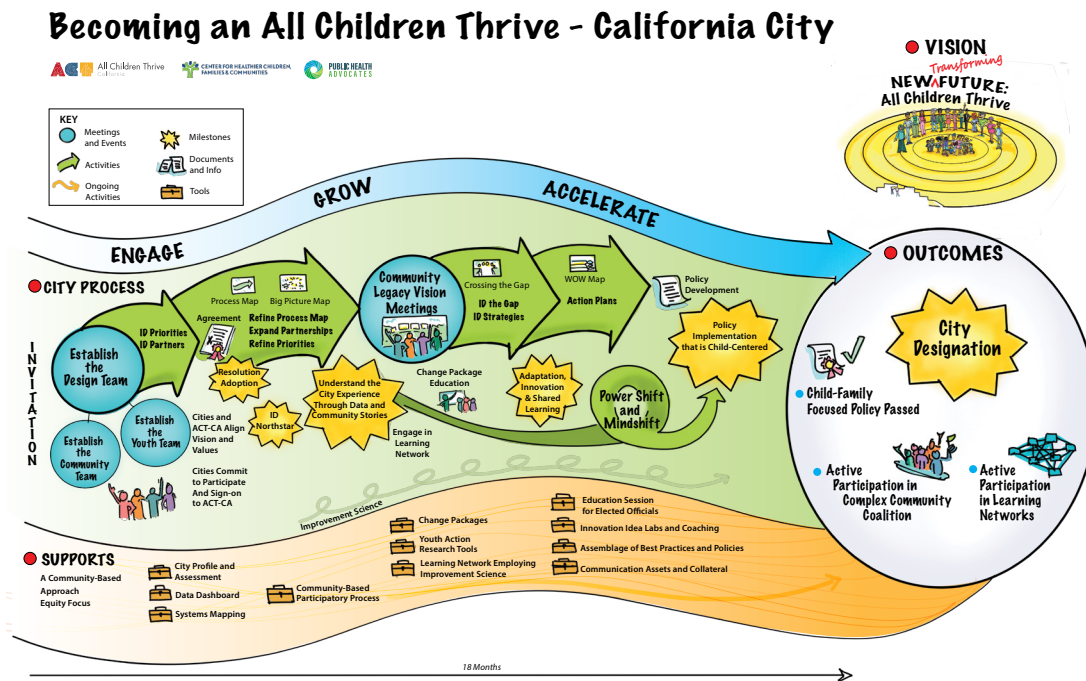 Becoming an All Children Thrive - California City
ACT
All Children Thrive
California
CENTER FOR HEALTHIER CHILDREN,
FAMILIES & COMMUNITIES
PUBLIC HEALTH
ADVOCATES
VISION
Transforming
NEW ^ FUTURE:
All Children Thrive
KEY
Meetings
and Events
Activities
Ongoing
Activities
Milestones
Documents
and Info
Tools
ENGAGE
GROW
ACCELERATE
CITY PROCESS
INVITATION
Establish
the
Design Team
Establish
the
Community
Team
Establish
the
Youth Team
ID Priorities
ID Partners
Process Map
Big Picture Map
Agreement
Refine Process Map
Expand Partnerships
Refine Priorities
Resolution
Adoption
ID
Northstar
Understand the
City Experience
Through Data and
Community Stories
Cities and
ACT-CA Align
Vision and
Values
Cities Commit
to Participate
And Sign-on
to ACT-CA
Community
Legacy Vision
Meetings
Change Package
Education
Engage in
Learning
Network
Crossing the Gap
ID the Gap
ID Strategies
WOW Map
Action Plans
Adaptation,
Innovation
& Shared
Learning
Power Shift
and
Mindshift
Policy
Development
Policy
Implementation
that is Child-Centered
Improvement Science
OUTCOMES
City
Designation
Child-Family
Focused Policy Passed
Active
Participation in
Complex Community
Coalition
Active
Participation
in Learning
Networks
SUPPORTS
A Community-Based
Approach
Equity Focus
City Profile and
Assessment
Data Dashboard
Systems Mapping
Community-Based
Participatory Process
Change Packages
Youth Action
Research Tools
Learning Network Employing
Improvement Science
Education Session
for Elected Officials
Innovation Idea Labs and Coaching
Assemblage of Best Practices and Policies
Communication Assets and Collateral
18 Months